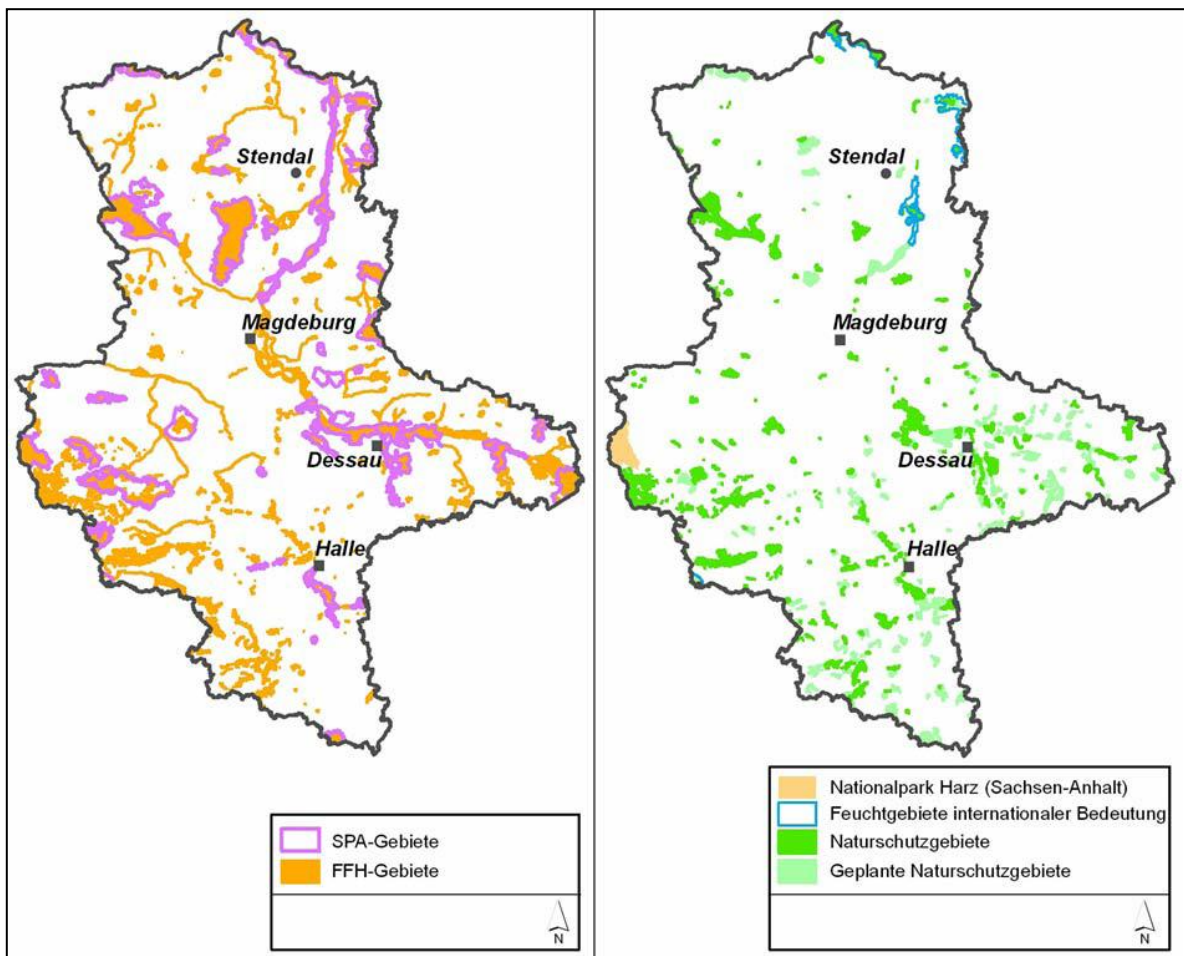 Stendal
Magdeburg
Dessau
Halle
SPA-Gebiete
FFH-Gebiete
N
Stendal
Magdeburg
Dessau
Halle
Nationalpark Harz (Sachsen-Anhalt)
Feuchtgebiete internationaler Bedeutung
Naturschutzgebiete
Geplante Naturschutzgebiete
N